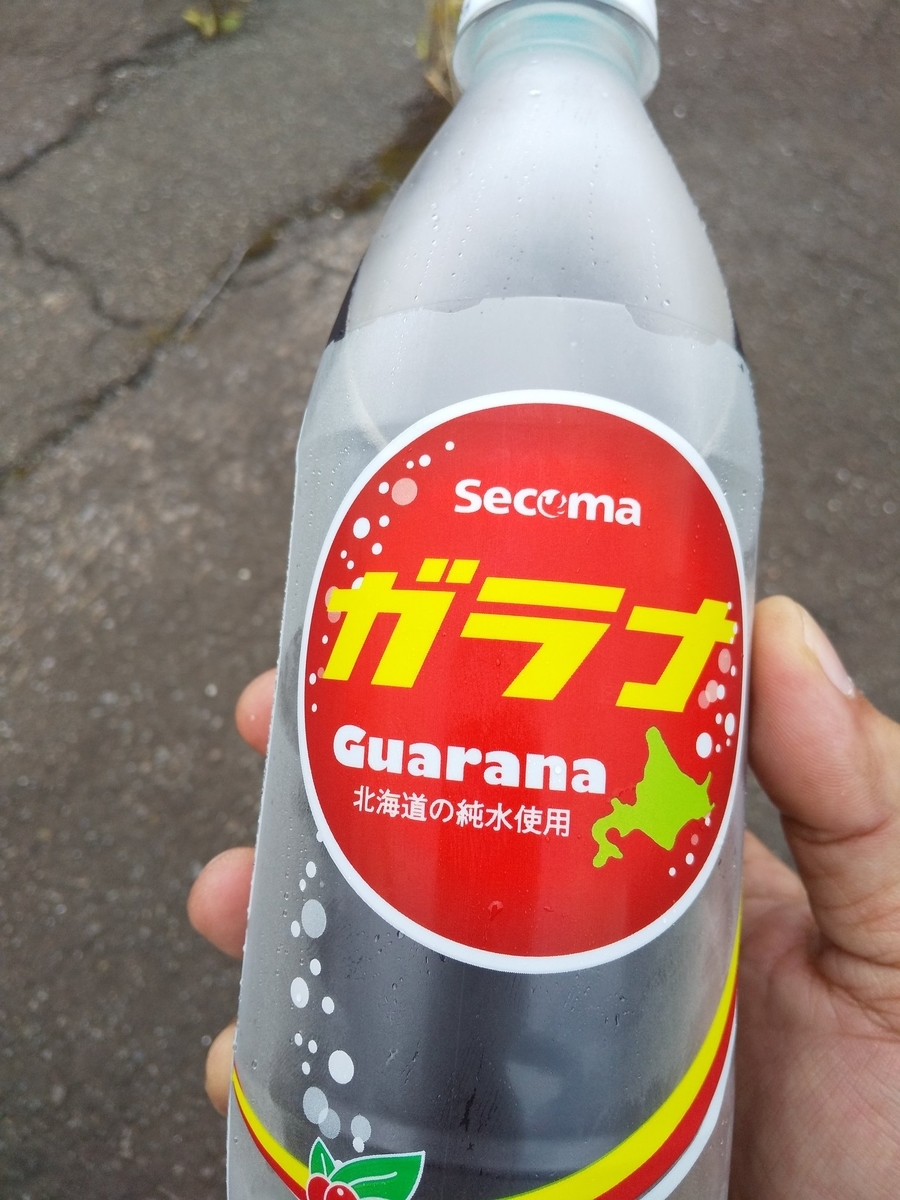 Secoma
ガラナ
Guarana
北海道の純水使用